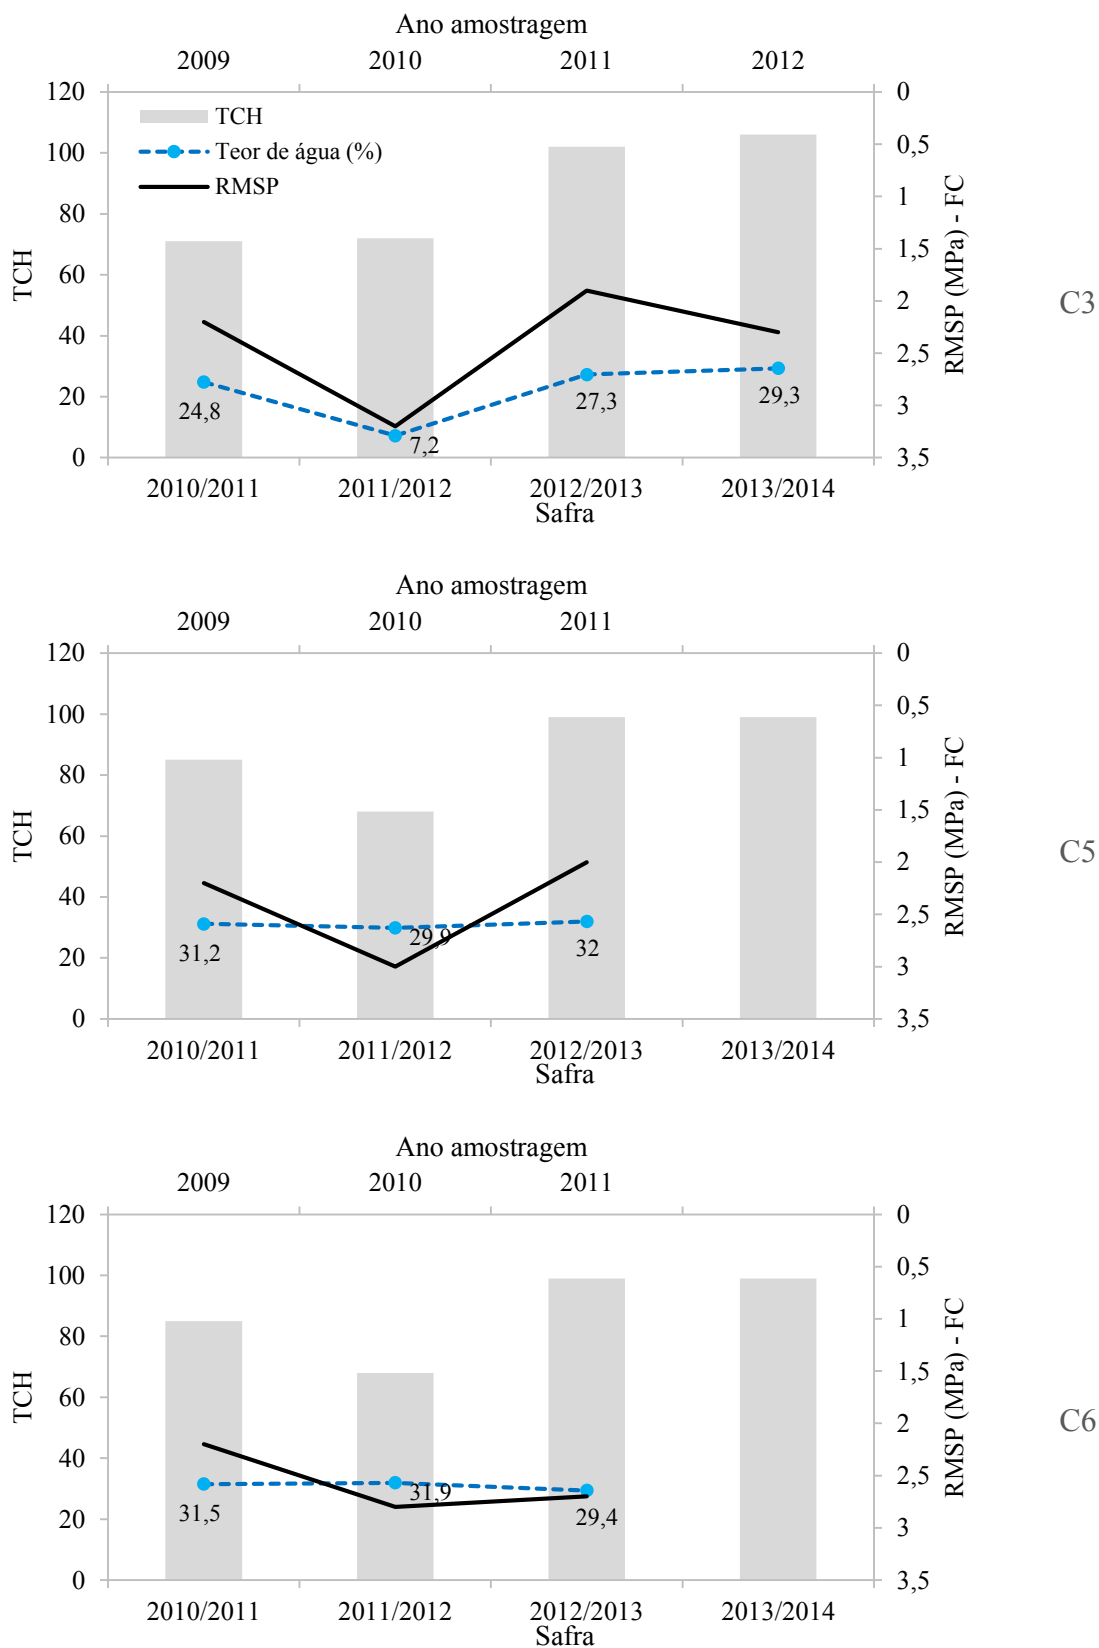 Ano amostragem
2009 2010 2011 2012
120 0
TCH
100 0,5
Teor de água (%)
RMSP
80 1
1,5
60
2
40
2,5
20 3
0 3,5
TCH
RMSP (MPa) - FC
C3
24,8 7,2 27,3 29,3
2010/2011 2011/2012 2012/2013 2013/2014
Safra
Ano amostragem
2009 2010 2011
120 0
0,5
100
1
80
1,5
60
2
40
2,5
20 3
0 3,5
TCH
RMSP (MPa) - FC
C5
31,2 29,9 32
2010/2011 2011/2012 2012/2013 2013/2014
Safra
Ano amostragem
2009 2010 2011
120 0
0,5
100
1
80
1,5
60
2
40
2,5
20 3
0 3,5
TCH
RMSP (MPa) - FC
C6
31,5 31,9 29,4
2010/2011 2011/2012 2012/2013 2013/2014
Safra